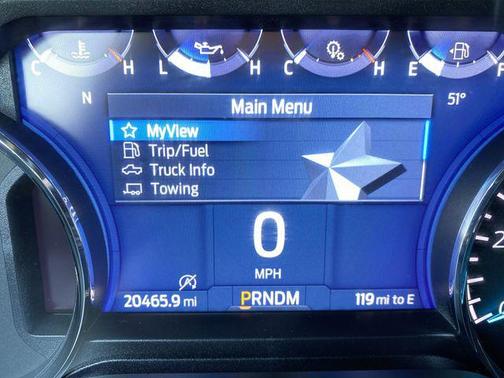 C H L H C H E F
N 51°
Main Menu
MyView
Trip/Fuel
Truck Info
Towing
0
MPH
20465.9 mi PRNDM 119 mi to E